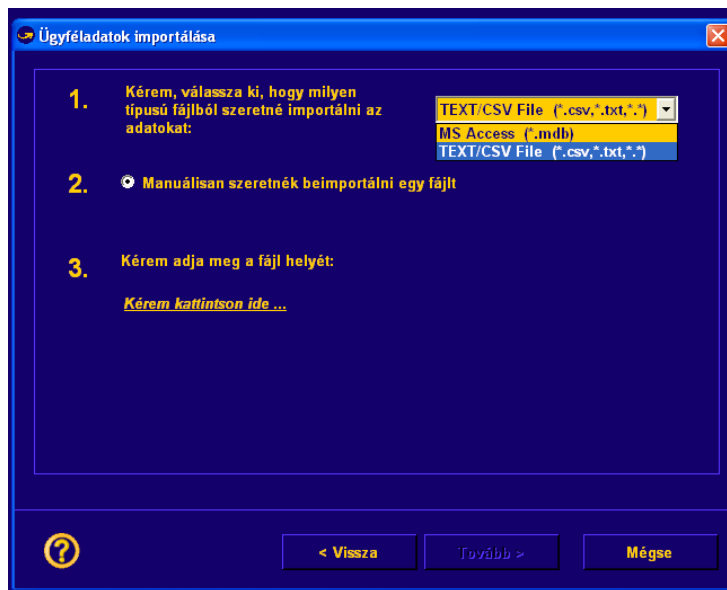 Ügyféladatok importálása
1.
Kérem, válassza ki, hogy milyen
típusú fájlból szeretné importálni az
adatokat:
TEXT/CSV File (*.csv,*.txt,*.*)
MS Access (*.mdb)
TEXT/CSV File (*.csv,*.txt,*.*)
2.
Manuálisan szeretnék beimportálni egy fájlt
3.
Kérem adja meg a fájl helyét:
Kérem kattintson ide ...
?
< Vissza
Tovább >
Mégse